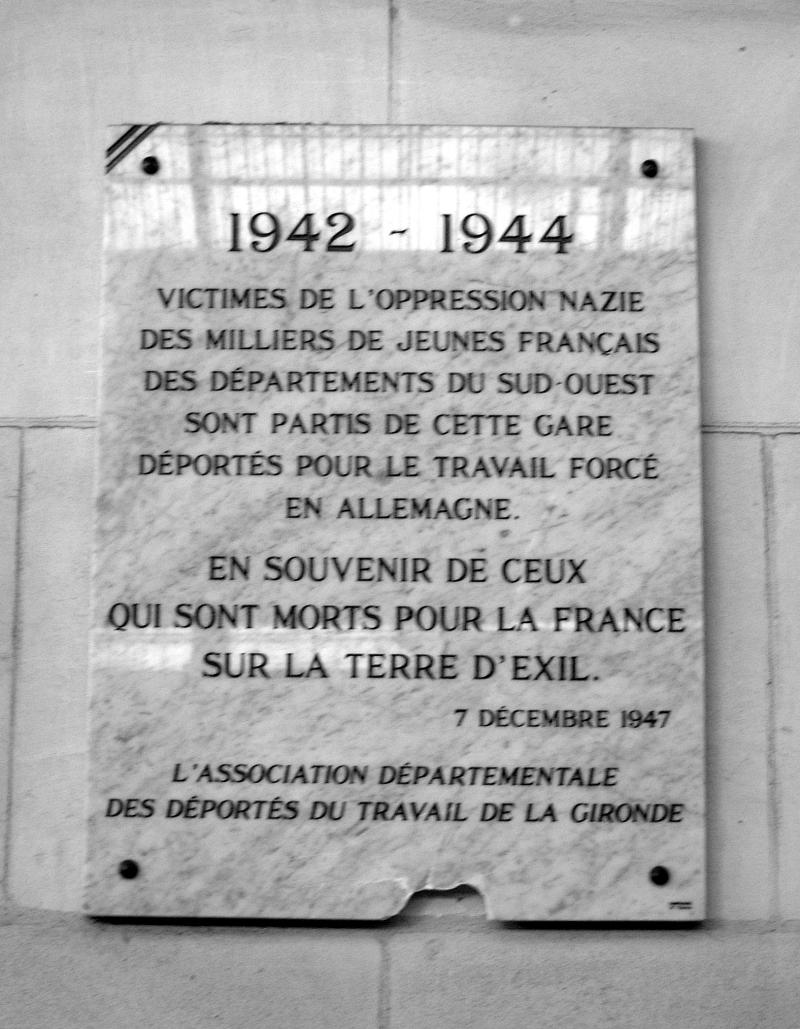 1942 - 1944
VICTIMES DE L'OPPRESSION NAZIE
DES MILLIERS DE JEUNES FRANÇAIS
DES DÉPARTEMENTS DU SUD-OUEST
SONT PARTIS DE CETTE GARE
DÉPORTÉS POUR LE TRAVAIL FORCÉ
EN ALLEMAGNE.
EN SOUVENIR DE CEUX
QUI SONT MORTS POUR LA FRANCE
SUR LA TERRE D'EXIL.
7 DÉCEMBRE 1947
L'ASSOCIATION DÉPARTEMENTALE
DES DÉPORTÉS DU TRAVAIL DE LA GIRONDE